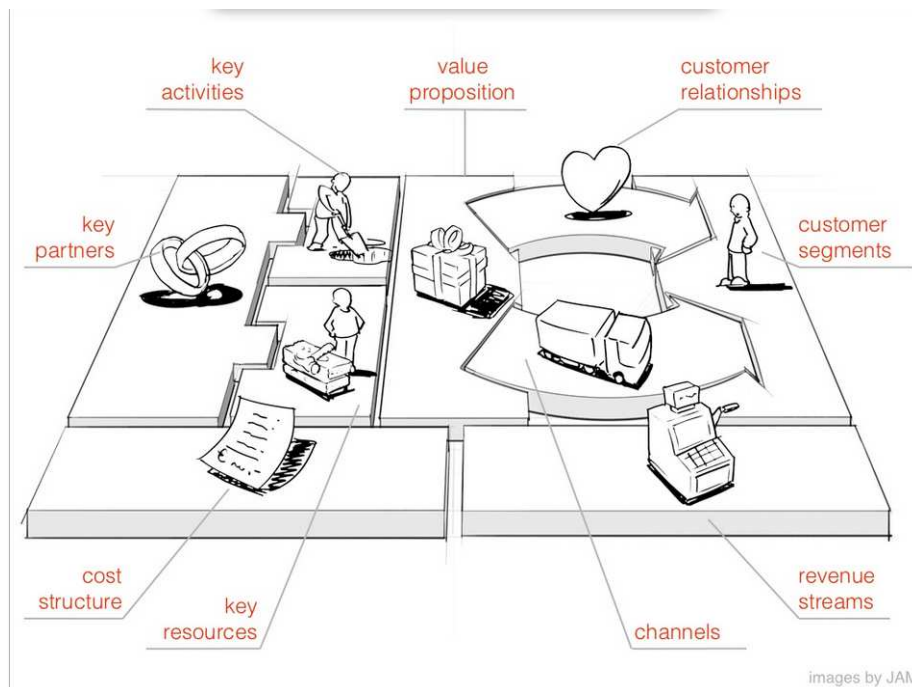 key
activities
value
proposition
customer
relationships
key
partners
customer
segments
cost
structure
key
resources
channels
revenue
streams
images by JAM